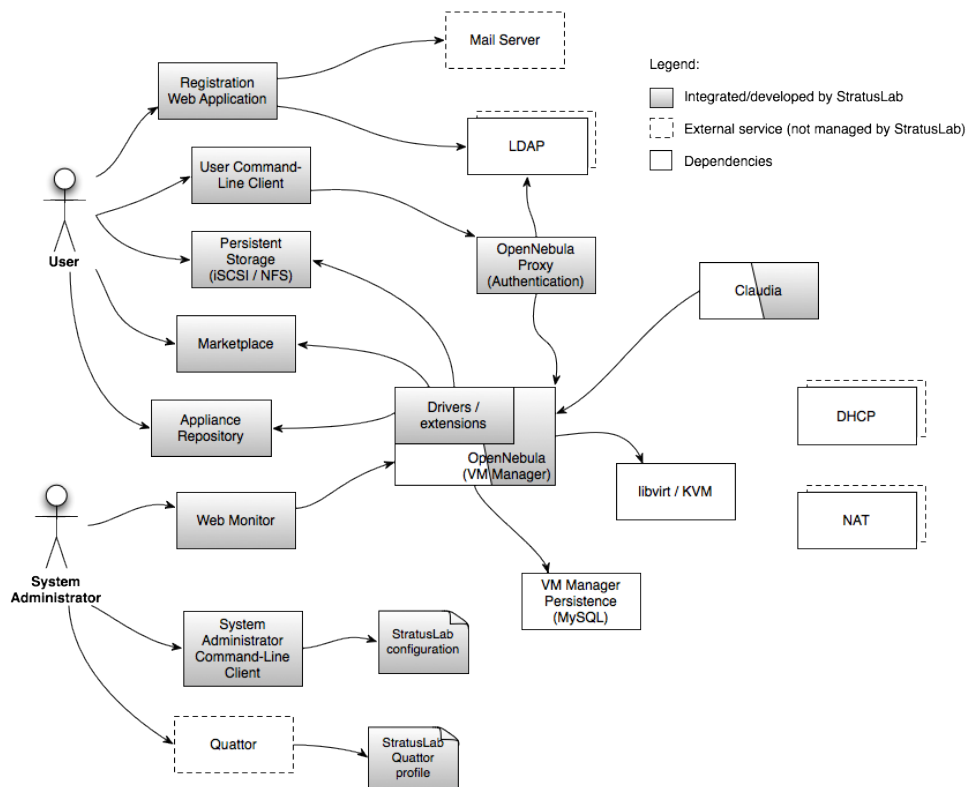 Mail Server
Legend:
Registration
Web Application
Integrated/developed by StratusLab
External service (not managed by StratusLab)
Dependencies
LDAP
User Command-
Line Client
User
Persistent
Storage
(iSCSI / NFS)
OpenNebula
Proxy
(Authentication)
Claudia
Marketplace
Drivers /
extensions
OpenNebula
(VM Manager)
DHCP
Appliance
Repository
libvirt / KVM
NAT
Web Monitor
System
Administrator
VM Manager
Persistence
(MySQL)
System
Administrator
Command-Line
Client
StratusLab
configuration
Quattor
StratusLab
Quattor
profile